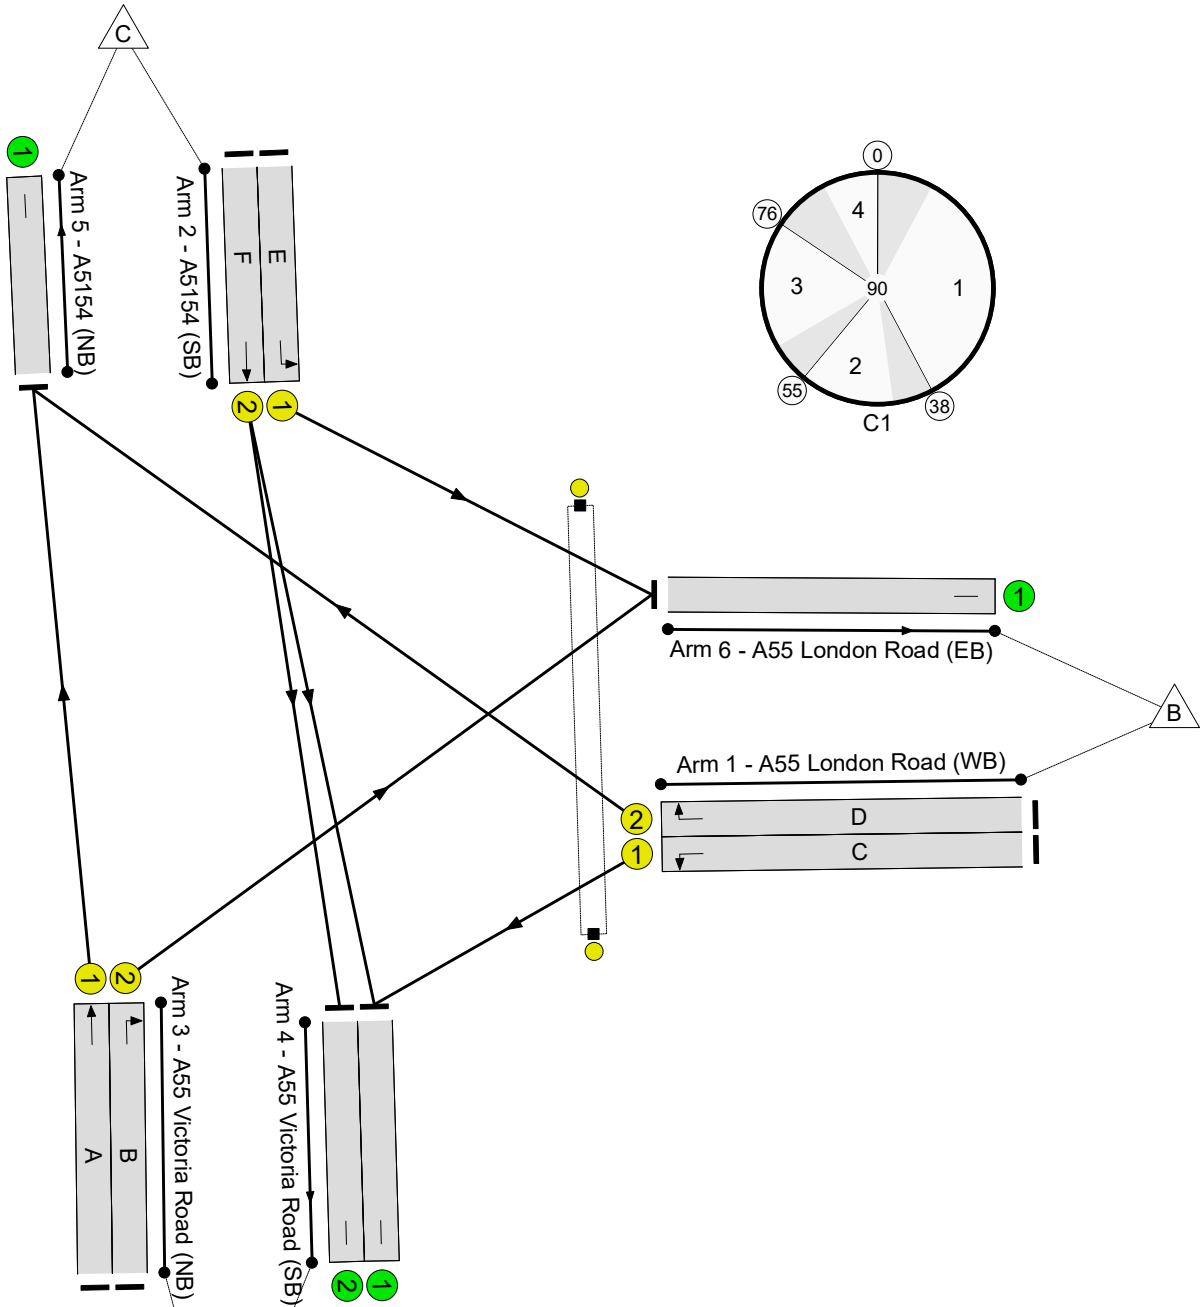 C
1
Arm 5 - A5154 (NB)
Arm 2 - A5154 (SB)
F
E
2
1
0
76
4
3
90
1
2
55
38
C1
1
Arm 6 - A55 London Road (EB)
B
Arm 1 - A55 London Road (WB)
2
D
1
C
1
2
Arm 3 - A55 Victoria Road (NB)
A
B
Arm 4 - A55 Victoria Road (SB)
2
1